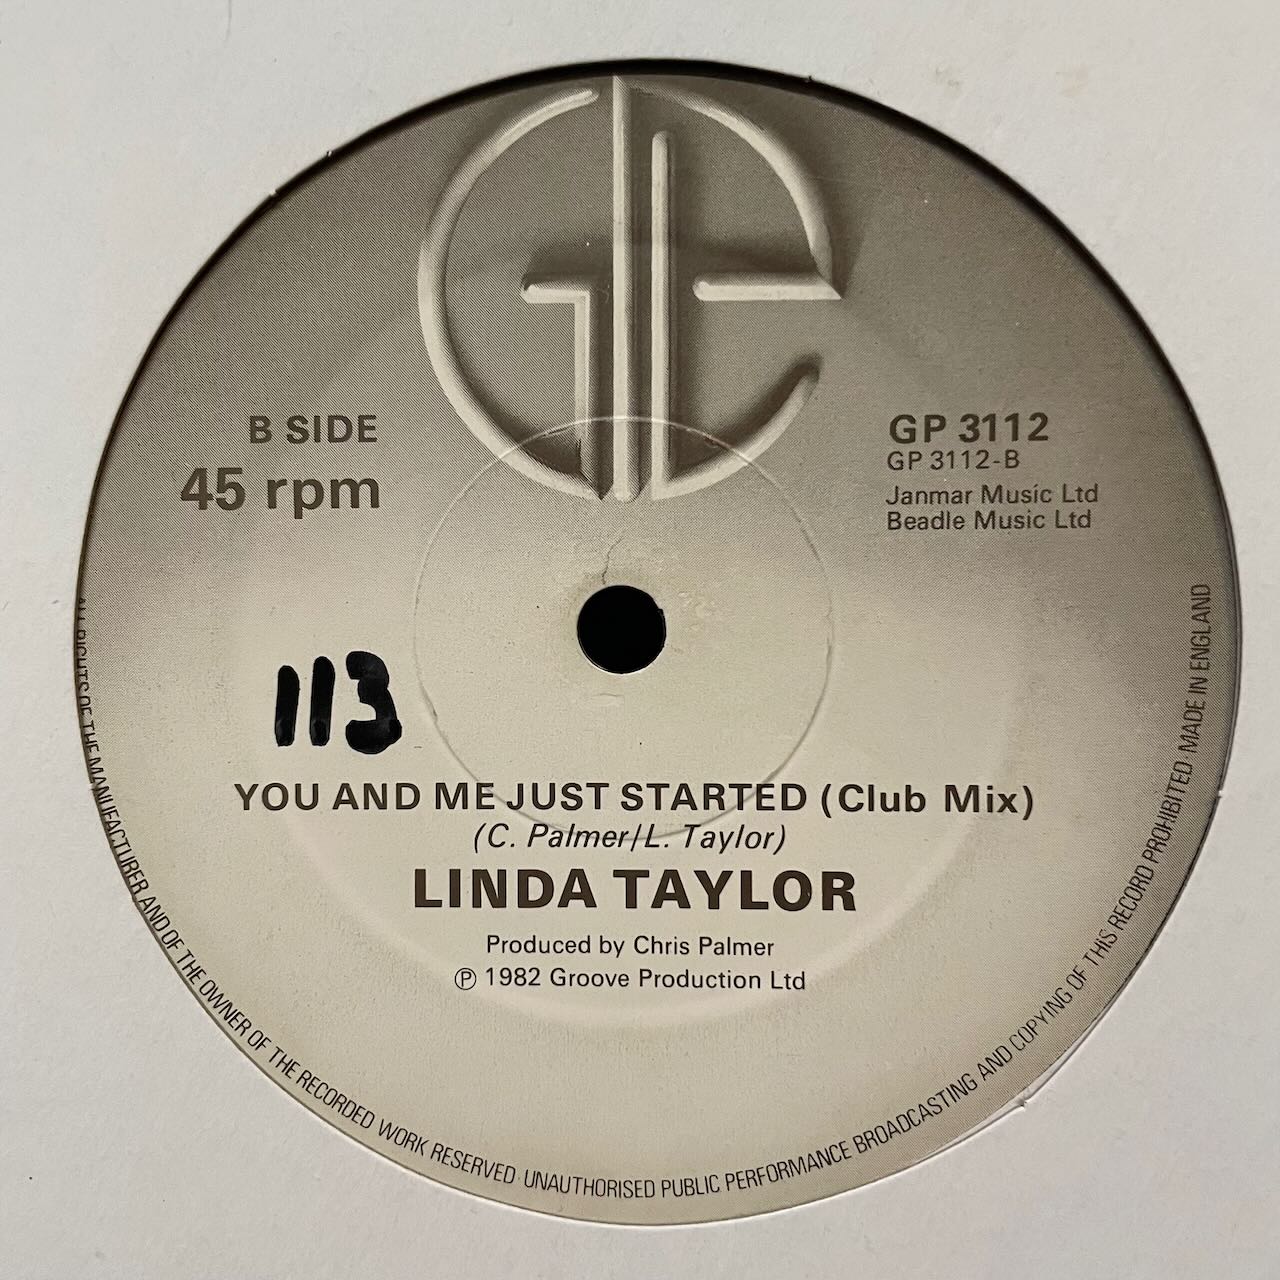 B SIDE
45 rpm
GP 3112
GP 3112-B
Janmar Music Ltd
Beadle Music Ltd
113
YOU AND ME JUST STARTED (Club Mix)
(C. Palmer/L. Taylor)
LINDA TAYLOR
Produced by Chris Palmer
℗ 1982 Groove Production Ltd
ALL RIGHTS OF THE MANUFACTURER AND OF THE OWNER OF THE RECORDED WORK RESERVED UNAUTHORISED PUBLIC PERFORMANCE BROADCASTING AND COPYING OF THIS RECORD PROHIBITED MADE IN ENGLAND